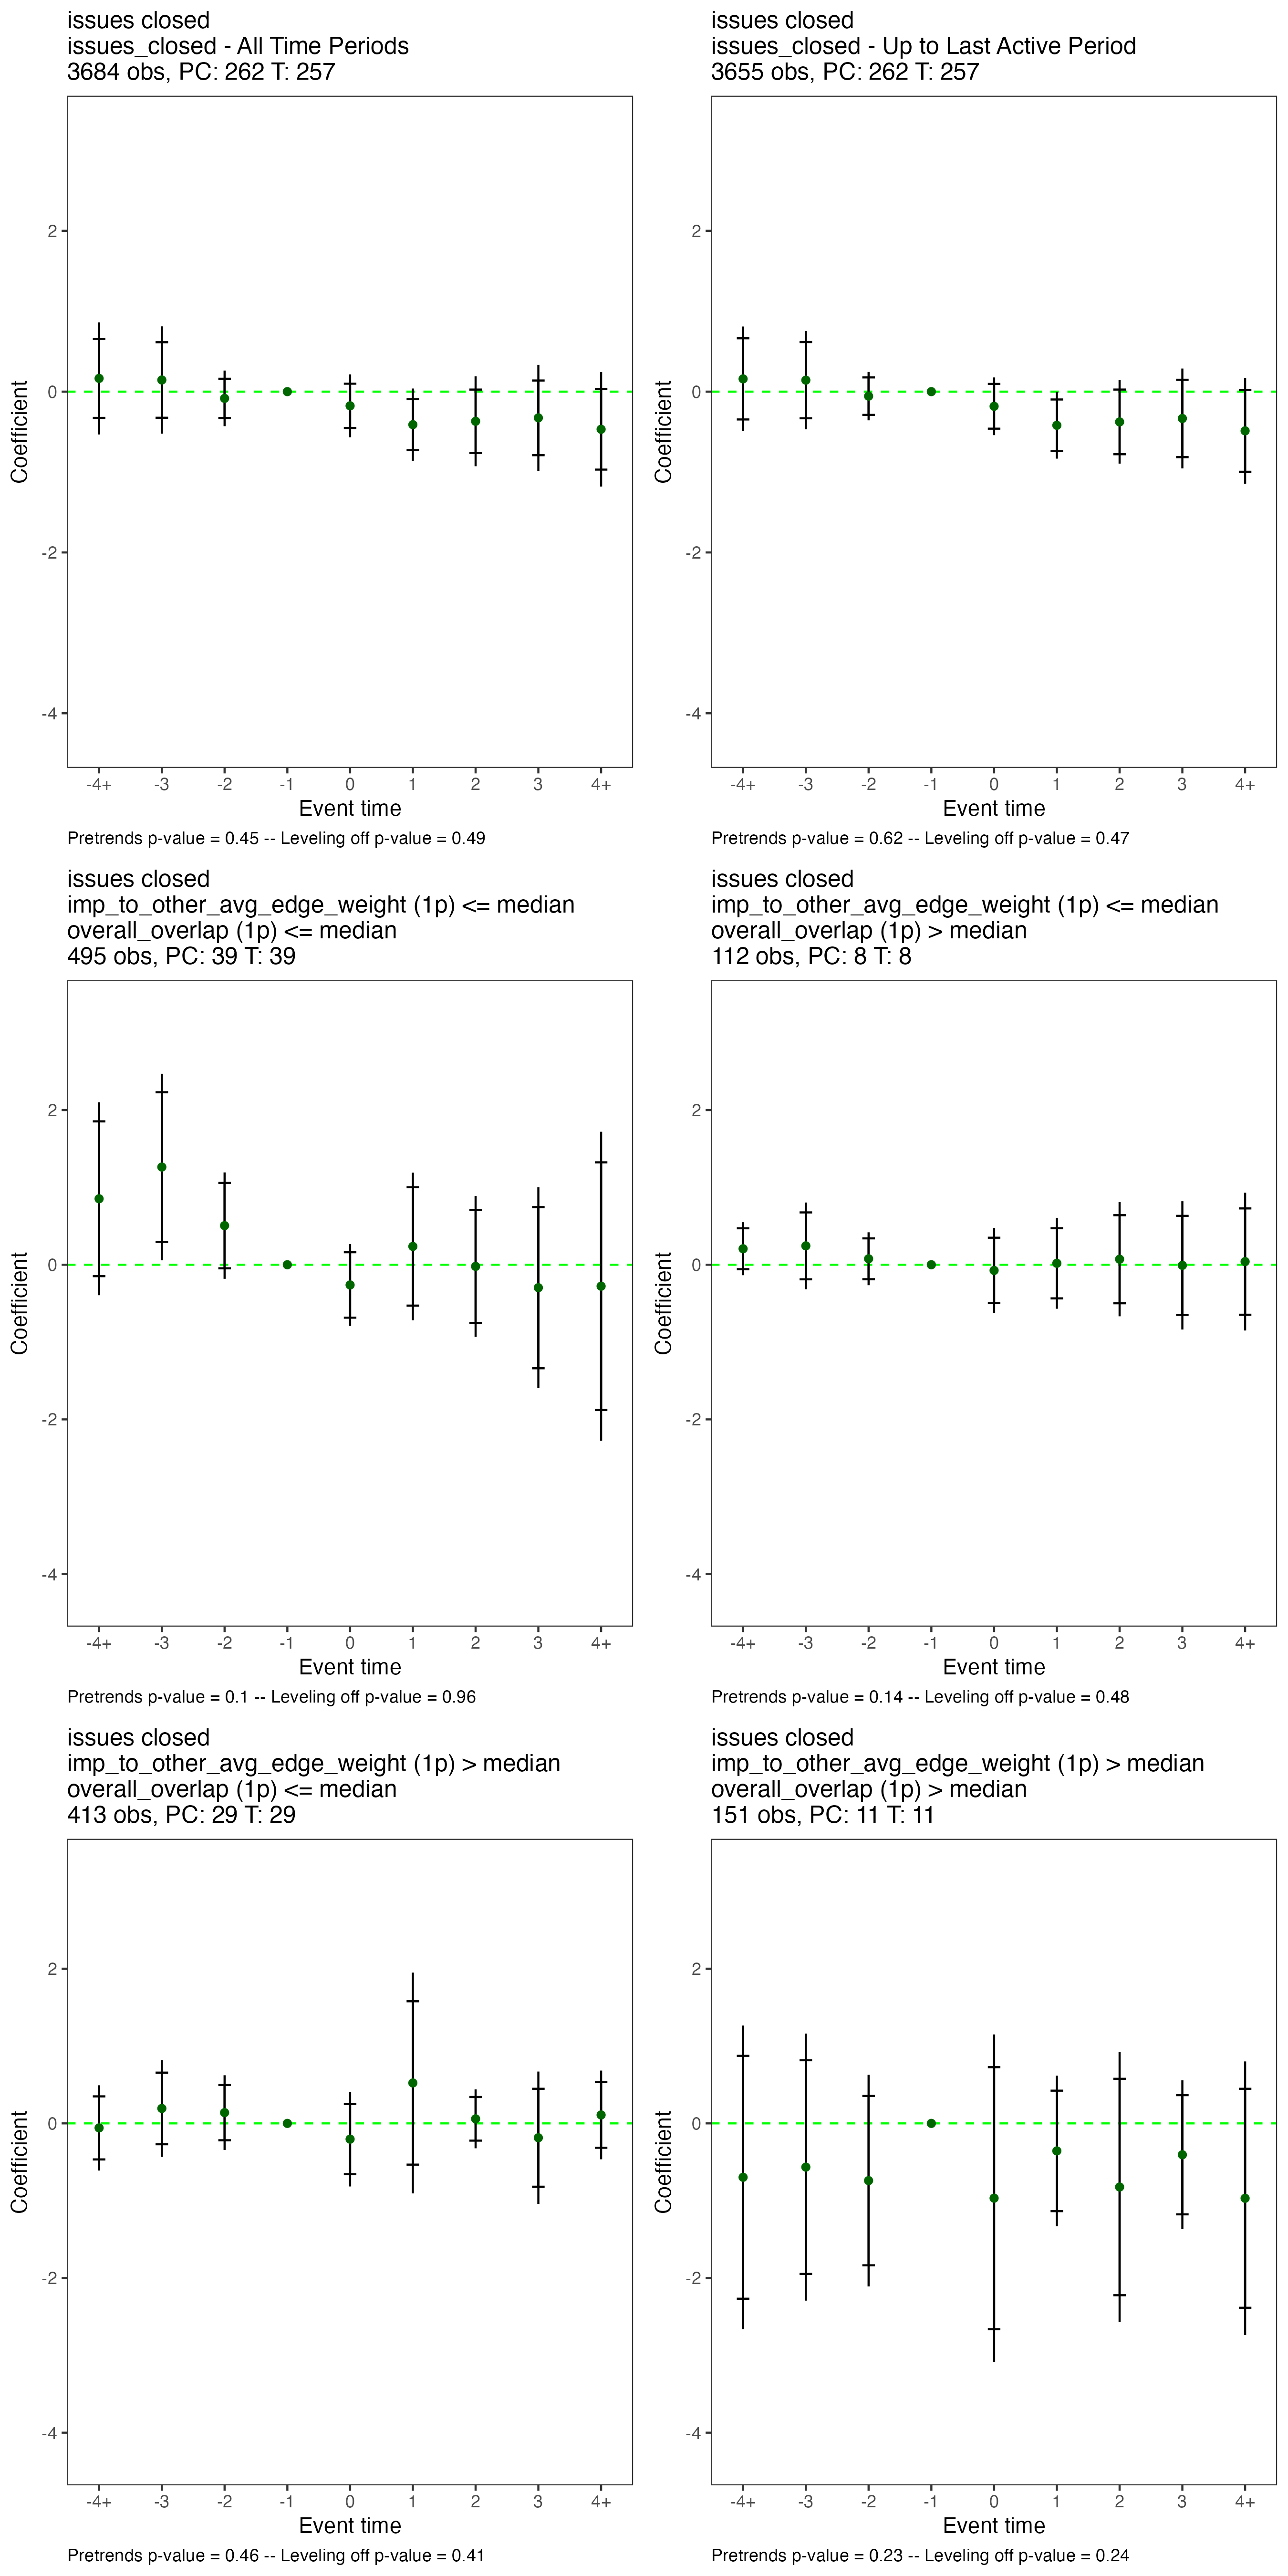 issues closed
issues_closed - All Time Periods
3684 obs, PC: 262 T: 257
2
0
-2
-4
Coefficient
-4+ -3 -2 -1 0 1 2 3 4+
Event time
Pretrends p-value = 0.45 -- Leveling off p-value = 0.49
issues closed
issues_closed - Up to Last Active Period
3655 obs, PC: 262 T: 257
2
0
-2
-4
Coefficient
-4+ -3 -2 -1 0 1 2 3 4+
Event time
Pretrends p-value = 0.62 -- Leveling off p-value = 0.47
issues closed
imp_to_other_avg_edge_weight (1p) <= median
overall_overlap (1p) <= median
495 obs, PC: 39 T: 39
2
0
-2
-4
Coefficient
-4+ -3 -2 -1 0 1 2 3 4+
Event time
Pretrends p-value = 0.1 -- Leveling off p-value = 0.96
issues closed
imp_to_other_avg_edge_weight (1p) <= median
overall_overlap (1p) > median
112 obs, PC: 8 T: 8
2
0
-2
-4
Coefficient
-4+ -3 -2 -1 0 1 2 3 4+
Event time
Pretrends p-value = 0.14 -- Leveling off p-value = 0.48
issues closed
imp_to_other_avg_edge_weight (1p) > median
overall_overlap (1p) <= median
413 obs, PC: 29 T: 29
2
0
-2
-4
Coefficient
-4+ -3 -2 -1 0 1 2 3 4+
Event time
Pretrends p-value = 0.46 -- Leveling off p-value = 0.41
issues closed
imp_to_other_avg_edge_weight (1p) > median
overall_overlap (1p) > median
151 obs, PC: 11 T: 11
2
0
-2
-4
Coefficient
-4+ -3 -2 -1 0 1 2 3 4+
Event time
Pretrends p-value = 0.23 -- Leveling off p-value = 0.24